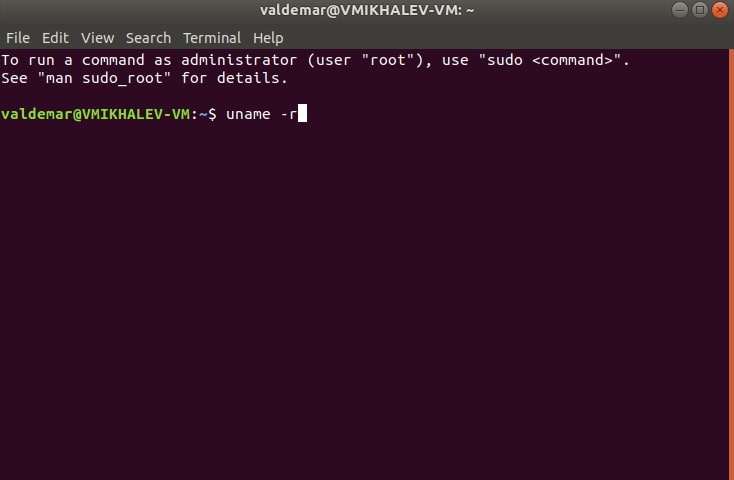 valdemar@VMIKHALEV-VM: ~
File Edit View Search Terminal Help
To run a command as administrator (user "root"), use "sudo <command>".
See "man sudo_root" for details.
valdemar@VMIKHALEV-VM:~$ uname -r